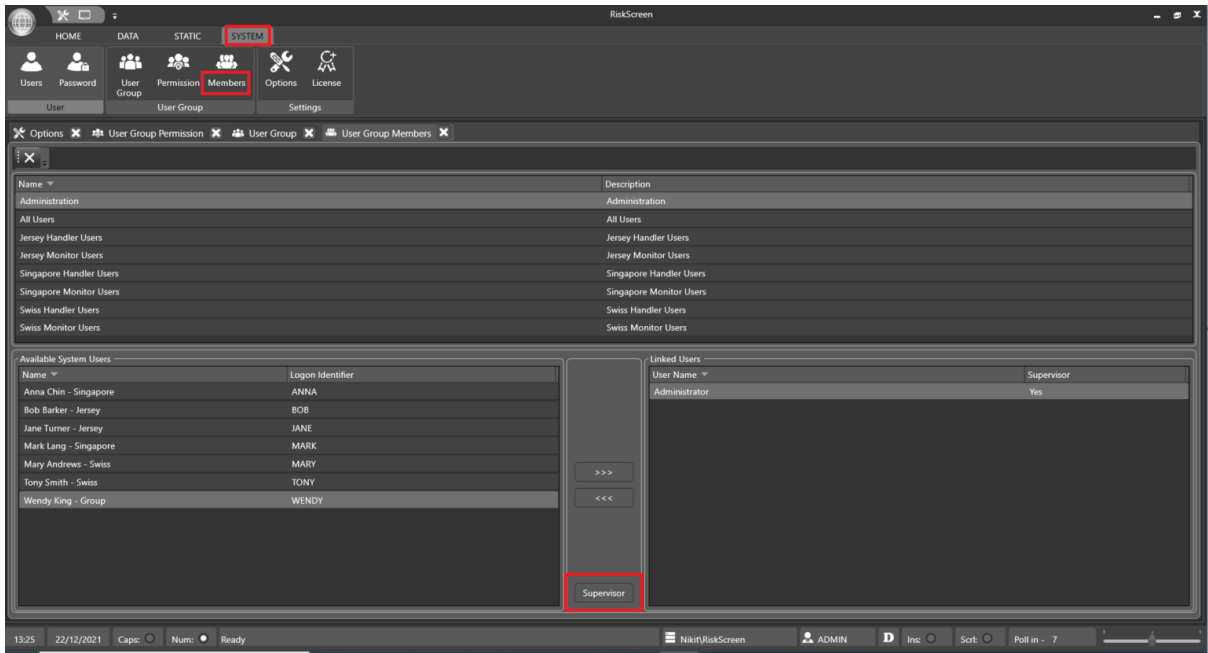 RiskScreen
HOME DATA STATIC SYSTEM
Users Password User Group Permission Members Options License
User User Group Settings
Options User Group Permission User Group User Group Members
Name Description
Administration Administration
All Users All Users
Jersey Handler Users Jersey Handler Users
Jersey Monitor Users Jersey Monitor Users
Singapore Handler Users Singapore Handler Users
Singapore Monitor Users Singapore Monitor Users
Swiss Handler Users Swiss Handler Users
Swiss Monitor Users Swiss Monitor Users
Available System Users
Name Logon Identifier
Anna Chin - Singapore ANNA
Bob Barker - Jersey BOB
Jane Turner - Jersey JANE
Mark Lang - Singapore MARK
Mary Andrews - Swiss MARY
Tony Smith - Swiss TONY
Wendy King - Group WENDY
>>>
<<<
Supervisor
Linked Users
User Name Supervisor
Administrator Yes
13:25 22/12/2021 Caps: Num: Ready Nikit\RiskScreen ADMIN D Ins: Scrl: Poll in - 7